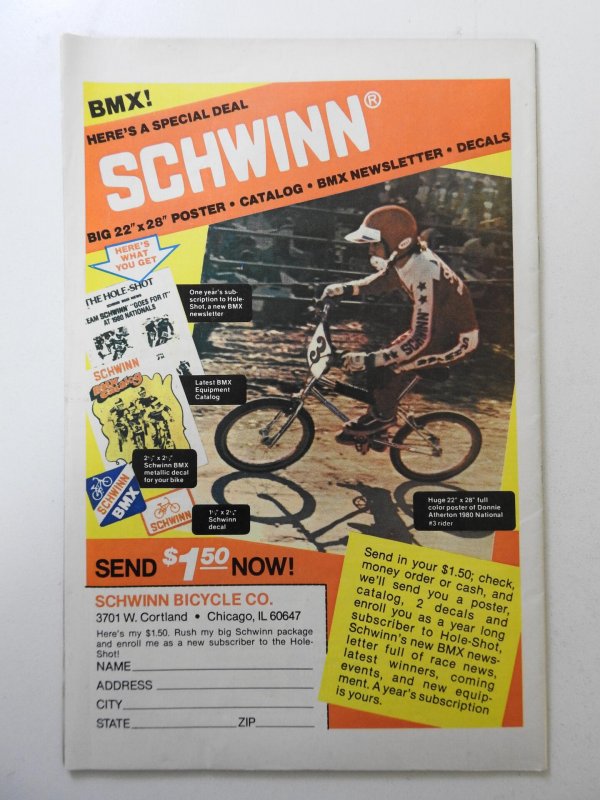 BMX!
HERE'S A SPECIAL DEAL
SCHWINN®
BIG 22" x 28" POSTER • CATALOG • BMX NEWSLETTER • DECALS
HERE'S
WHAT
YOU GET
THE HOLE-SHOT
TEAM SCHWINN "GOES FOR IT"
AT 1980 NATIONALS
One year's sub-
scription to Hole-
Shot, a new BMX
newsletter
SCHWINN
Latest BMX
Equipment
Catalog
2½" x 2½"
Schwinn BMX
metallic decal
for your bike
SCHWINN
BMX
SCHWINN
Schwinn
decal
SCHWINN
Huge 22" x 28" full
color poster of Donnie
Atherton 1980 National
#3 rider
SEND $1.50 NOW!
SCHWINN BICYCLE CO.
3701 W. Cortland • Chicago, IL 60647
Here's my $1.50. Rush my big Schwinn package
and enroll me as a new subscriber to the Hole-
Shot!
NAME
ADDRESS
CITY
STATE ZIP
Send in your $1.50; check,
money order or cash, and
we'll send you a poster,
catalog, 2 decals and
enroll you as a year long
subscriber to Hole-Shot,
Schwinn's new BMX news-
letter full of race news,
latest winners, coming
events, and new equip-
ment. A year's subscription
is yours.